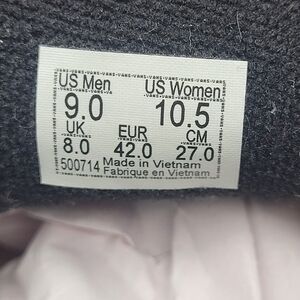 US Men US Women
9.0 10.5
UK EUR CM
8.0 42.0 27.0
500714 Made in Vietnam
Fabrique en Vietnam